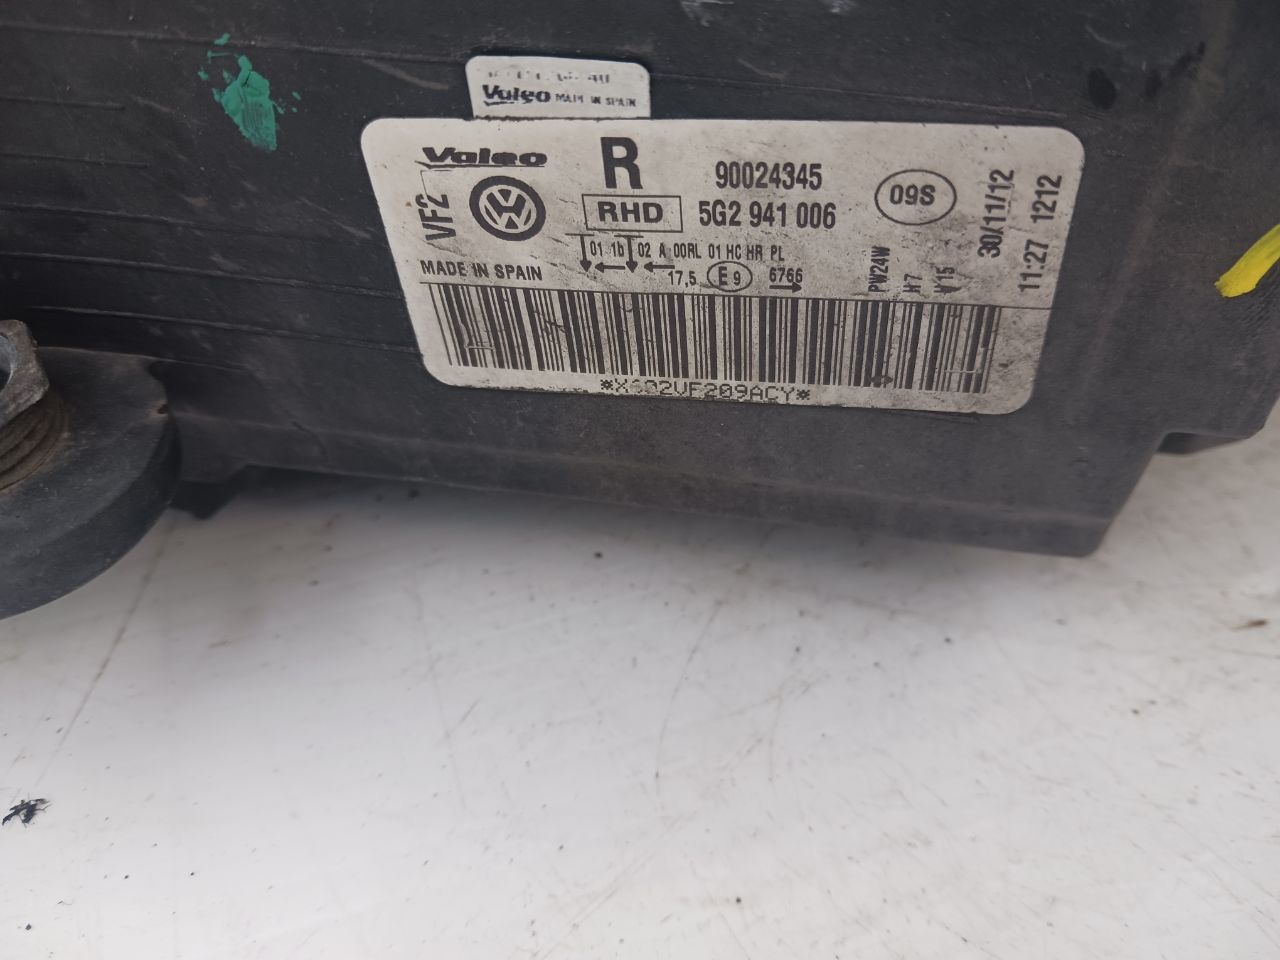 Valeo MADE IN SPAIN
Valeo R 90024345 09S
VF2 RHD 5G2 941 006
01 1b 02 A 00RL 01 HC HR PL
MADE IN SPAIN 17,5 E9 6766
PW24W
H7
30/11/12
11:27 1212